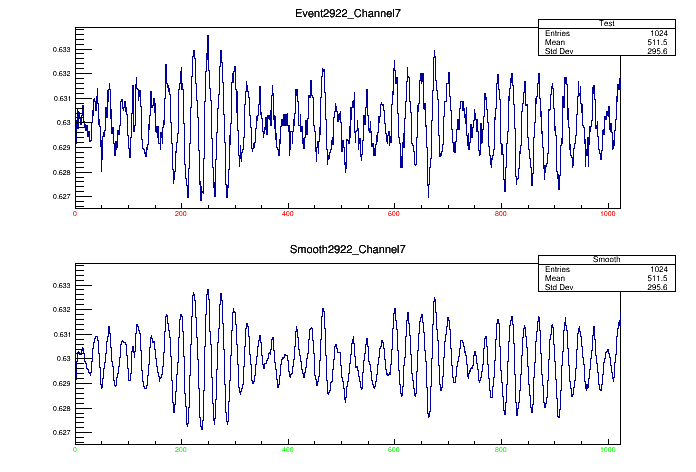 Event2922_Channel7
Test
Entries 1024
Mean 511.5
Std Dev 295.6
0.633
0.632
0.631
0.63
0.629
0.628
0.627
0 200 400 600 800 1000
Smooth2922_Channel7
Smooth
Entries 1024
Mean 511.5
Std Dev 295.6
0.633
0.632
0.631
0.63
0.629
0.628
0.627
0 200 400 600 800 1000